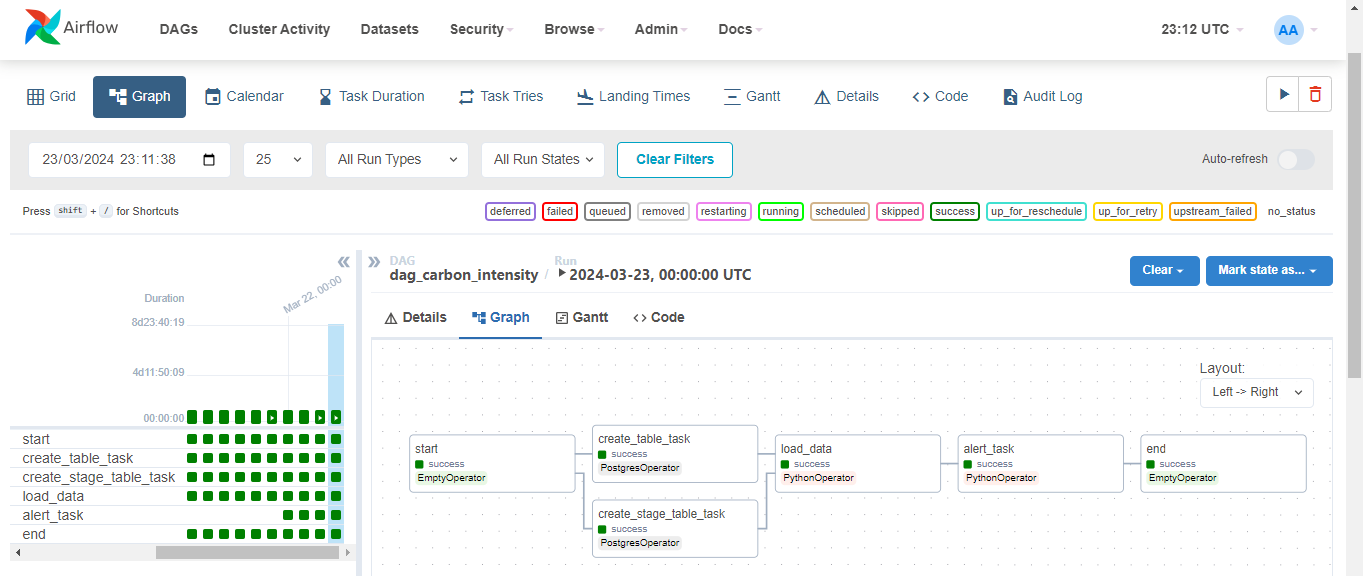 Airflow DAGs Cluster Activity Datasets Security Browse Admin Docs 23:12 UTC AA
Grid Graph Calendar Task Duration Task Tries Landing Times Gantt Details Code Audit Log
23/03/2024 23:11:38 25 All Run Types All Run States Clear Filters Auto-refresh
Press shift + / for Shortcuts deferred failed queued removed restarting running scheduled skipped success up_for_reschedule up_for_retry upstream_failed no_status
DAG Run
dag_carbon_intensity / 2024-03-23, 00:00:00 UTC Clear Mark state as...
Mar 22, 00:00
Duration
8d23:40:19
4d11:50:09
00:00:00
start
create_table_task
create_stage_table_task
load_data
alert_task
end
Details Graph Gantt Code
Layout:
Left -> Right
start
success
EmptyOperator
create_table_task
success
PostgresOperator
create_stage_table_task
success
PostgresOperator
load_data
success
PythonOperator
alert_task
success
PythonOperator
end
success
EmptyOperator